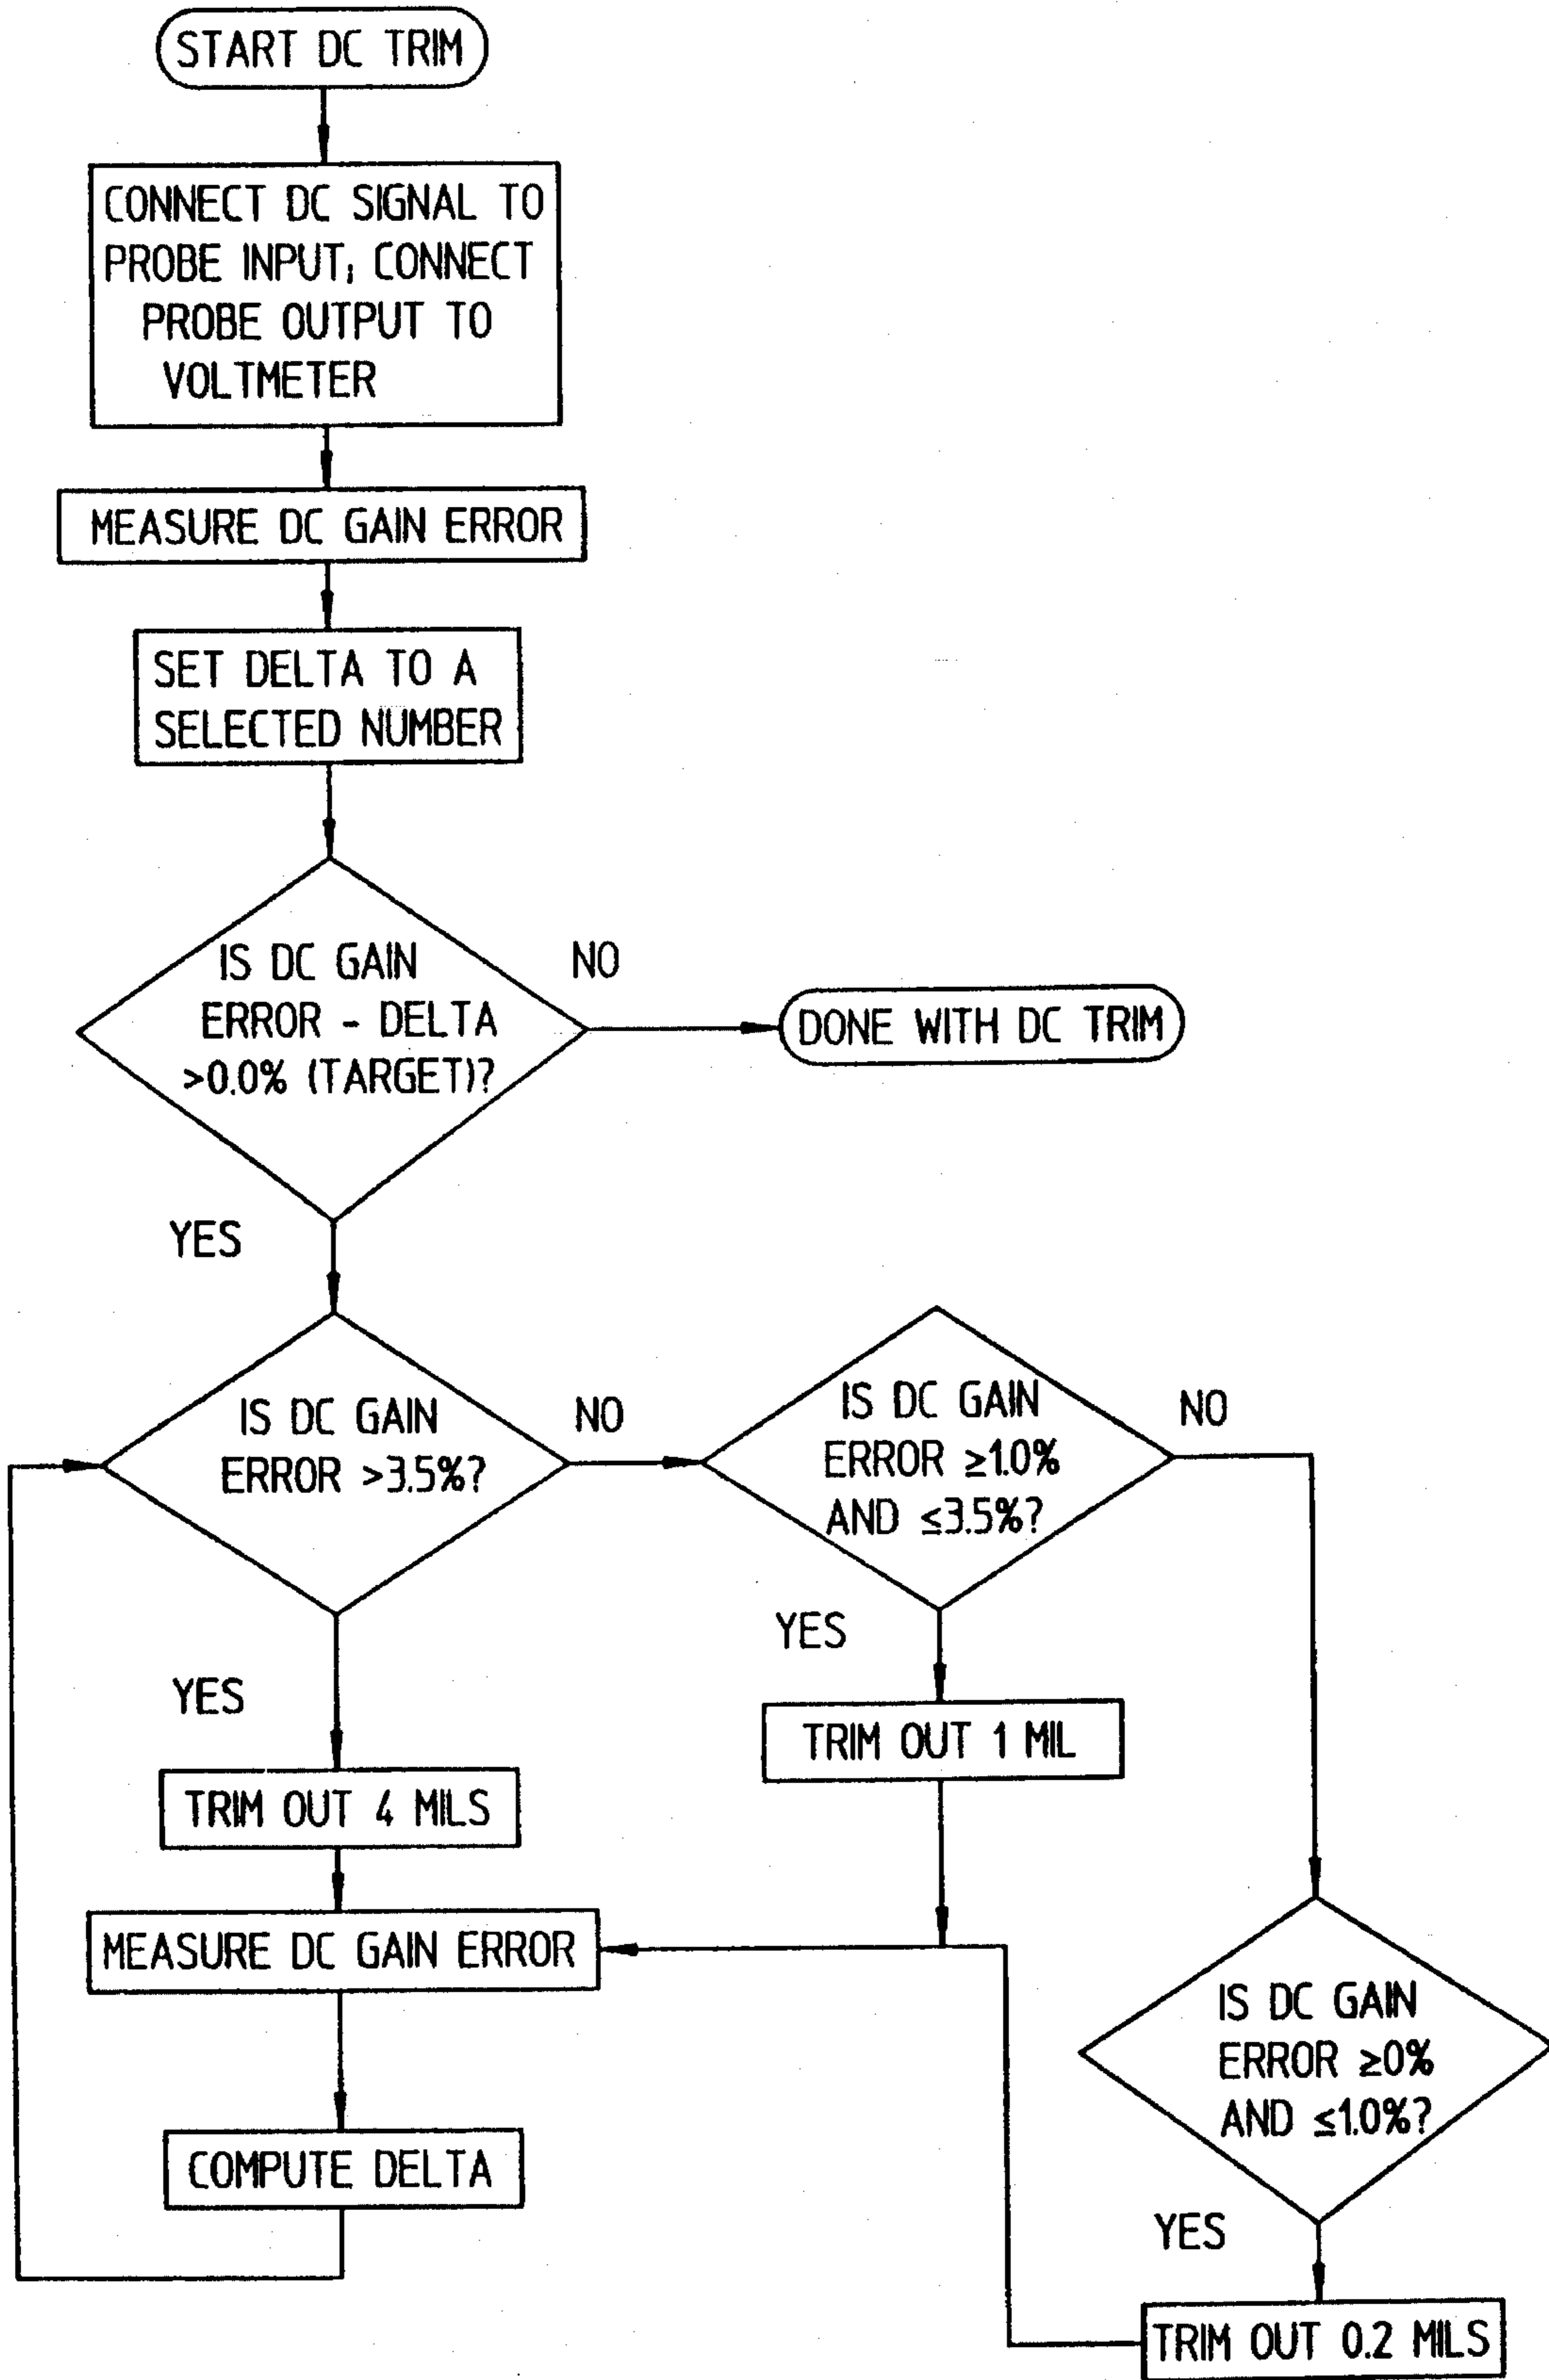 START DC TRIM
CONNECT DC SIGNAL TO
PROBE INPUT; CONNECT
PROBE OUTPUT TO
VOLTMETER
MEASURE DC GAIN ERROR
SET DELTA TO A
SELECTED NUMBER
IS DC GAIN
ERROR - DELTA
>0.0% (TARGET)?
NO
DONE WITH DC TRIM
YES
IS DC GAIN
ERROR >3.5%?
NO
IS DC GAIN
ERROR ≥1.0%
AND ≤3.5%?
NO
YES
TRIM OUT 1 MIL
YES
TRIM OUT 4 MILS
MEASURE DC GAIN ERROR
COMPUTE DELTA
IS DC GAIN
ERROR ≥0%
AND ≤1.0%?
YES
TRIM OUT 0.2 MILS